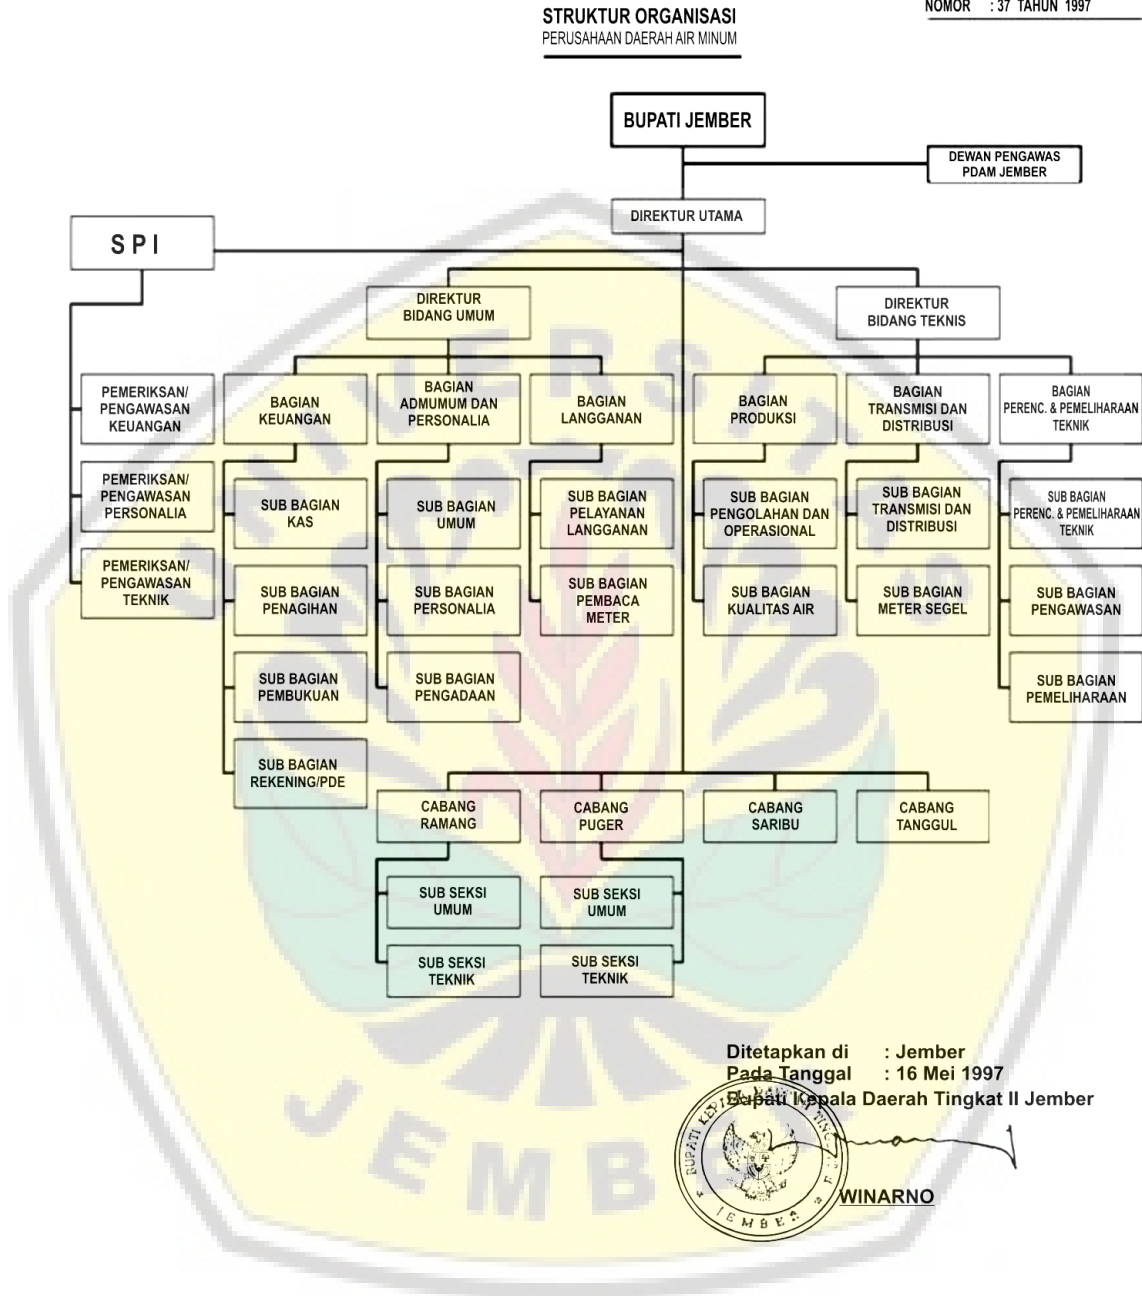 NOMOR : 37 TAHUN 1997
STRUKTUR ORGANISASI
PERUSAHAAN DAERAH AIR MINUM
BUPATI JEMBER
DEWAN PENGAWAS
PDAM JEMBER
DIREKTUR UTAMA
S P I
DIREKTUR
BIDANG UMUM
DIREKTUR
BIDANG TEKNIS
PEMERIKSAN/
PENGAWASAN
KEUANGAN
BAGIAN
KEUANGAN
BAGIAN
ADMUMUM DAN
PERSONALIA
BAGIAN
LANGGANAN
BAGIAN
PRODUKSI
BAGIAN
TRANSMISI DAN
DISTRIBUSI
BAGIAN
PERENC. & PEMELIHARAAN
TEKNIK
PEMERIKSAN/
PENGAWASAN
PERSONALIA
SUB BAGIAN
KAS
SUB BAGIAN
UMUM
SUB BAGIAN
PELAYANAN
LANGGANAN
SUB BAGIAN
PENGOLAHAN DAN
OPERASIONAL
SUB BAGIAN
TRANSMISI DAN
DISTRIBUSI
SUB BAGIAN
PERENC. & PEMELIHARAAN
TEKNIK
PEMERIKSAN/
PENGAWASAN
TEKNIK
SUB BAGIAN
PENAGIHAN
SUB BAGIAN
PERSONALIA
SUB BAGIAN
PEMBACA
METER
SUB BAGIAN
KUALITAS AIR
SUB BAGIAN
METER SEGEL
SUB BAGIAN
PENGAWASAN
SUB BAGIAN
PEMBUKUAN
SUB BAGIAN
PENGADAAN
SUB BAGIAN
PEMELIHARAAN
SUB BAGIAN
REKENING/PDE
CABANG
RAMANG
CABANG
PUGER
CABANG
SARIBU
CABANG
TANGGUL
SUB SEKSI
UMUM
SUB SEKSI
UMUM
SUB SEKSI
TEKNIK
SUB SEKSI
TEKNIK
Ditetapkan di : Jember
Pada Tanggal : 16 Mei 1997
Bupati Kepala Daerah Tingkat II Jember
WINARNO
BUPATI KEPALA
JEMBER
UNIVERSITAS
JEMBER